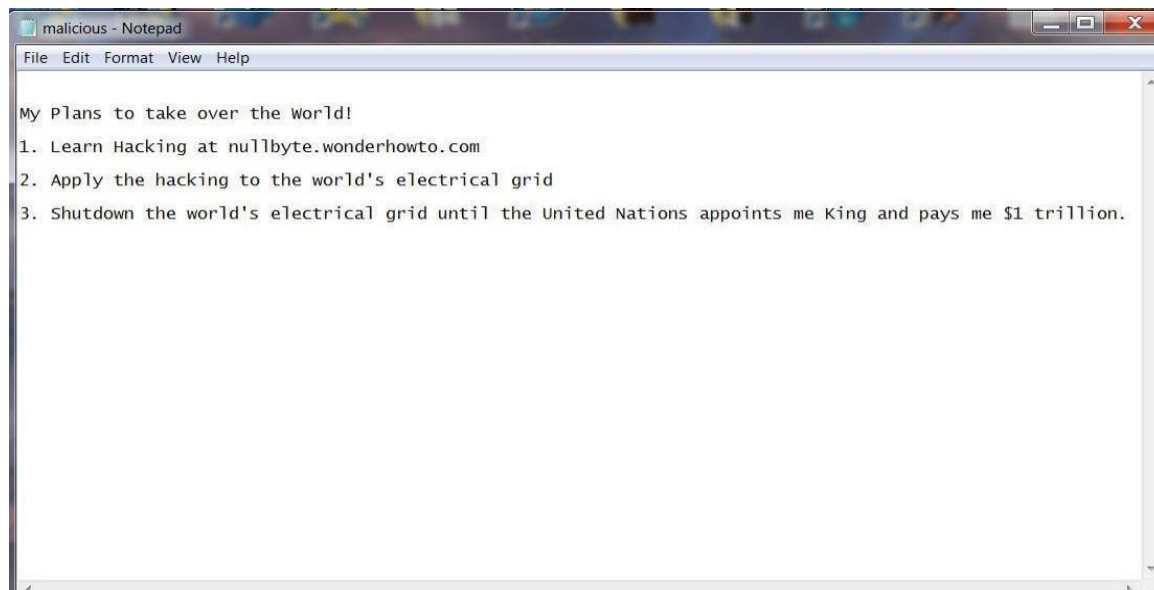 malicious - Notepad
File Edit Format View Help
My Plans to take over the World!
1. Learn Hacking at nullbyte.wonderhowto.com
2. Apply the hacking to the world's electrical grid
3. Shutdown the world's electrical grid until the United Nations appoints me King and pays me $1 trillion.